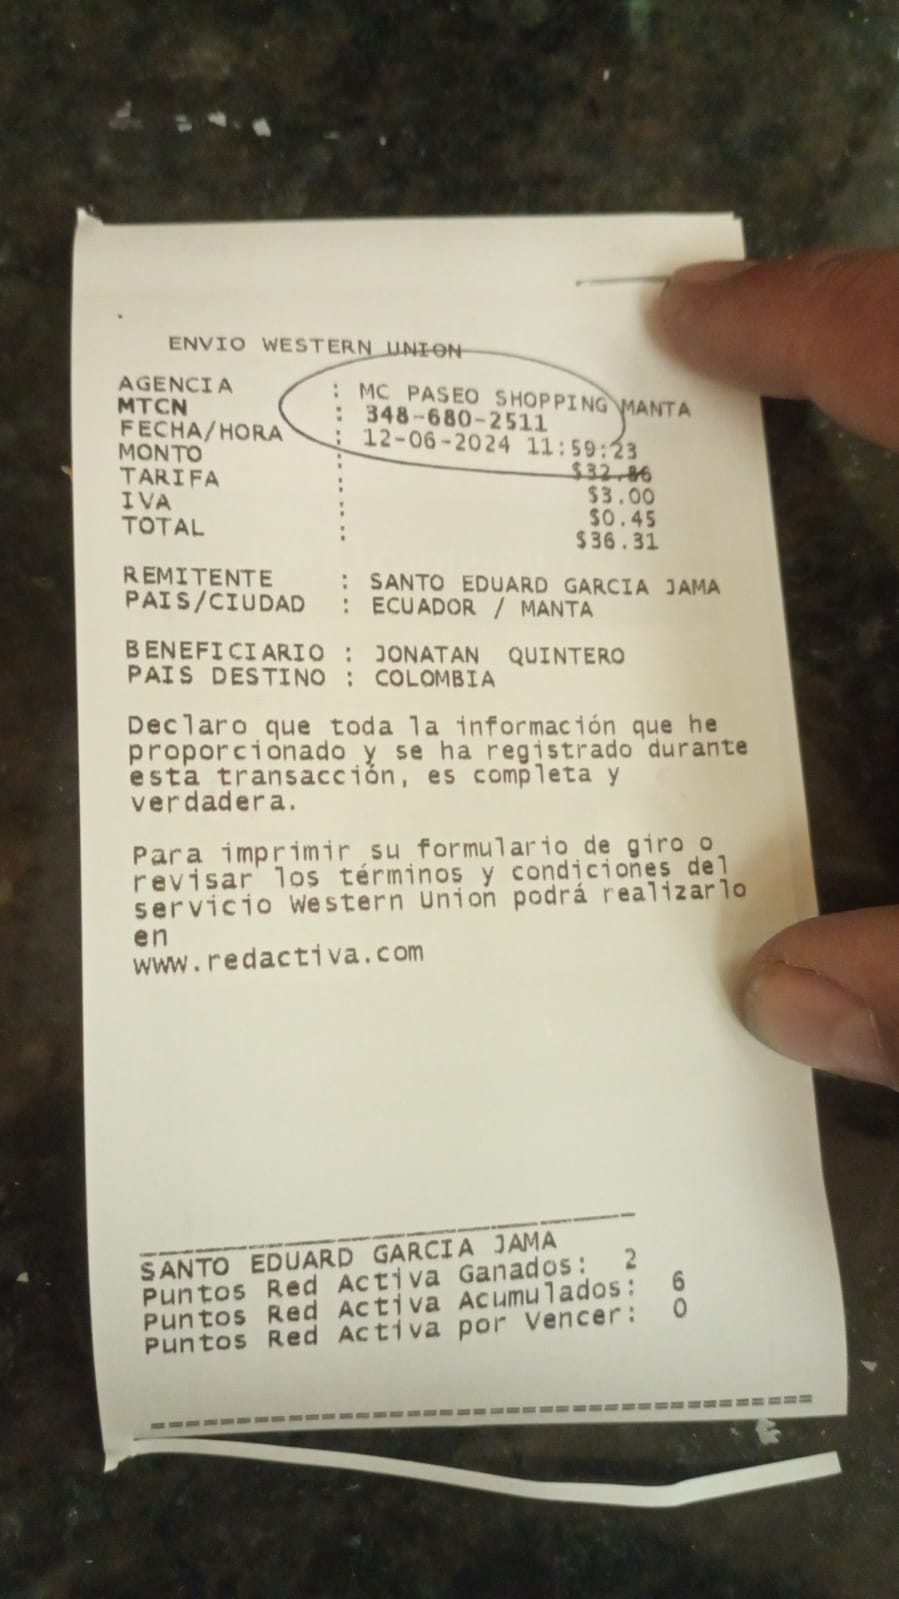 ENVIO WESTERN UNION
AGENCIA : MC PASEO SHOPPING MANTA
MTCN : 348-680-2511
FECHA/HORA : 12-06-2024 11:59:23
MONTO : $32.86
TARIFA : $3.00
IVA : $0.45
TOTAL : $36.31
REMITENTE : SANTO EDUARD GARCIA JAMA
PAIS/CIUDAD : ECUADOR / MANTA
BENEFICIARIO : JONATAN QUINTERO
PAIS DESTINO : COLOMBIA
Declaro que toda la información que he
proporcionado y se ha registrado durante
esta transacción, es completa y
verdadera.
Para imprimir su formulario de giro o
revisar los términos y condiciones del
servicio Western Union podrá realizarlo
en
www.redactiva.com
SANTO EDUARD GARCIA JAMA
Puntos Red Activa Ganados: 2
Puntos Red Activa Acumulados: 6
Puntos Red Activa por Vencer: 0